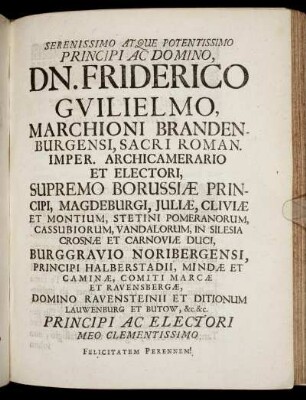 SERENISSIMO ATQUE POTENTISSIMO
PRINCIPI AC DOMINO,
DN. FRIDERICO
GVILIELMO,
MARCHIONI BRANDEN-
BURGENSI, SACRI ROMAN.
IMPER. ARCHICAMERARIO
ET ELECTORI,
SUPREMO BORUSSIÆ PRIN-
CIPI, MAGDEBURGI, JULIÆ, CLIVIÆ
ET MONTIUM, STETINI POMERANORUM,
CASSUBIORUM, VANDALORUM, IN SILESIA
CROSNÆ ET CARNOVIÆ DUCI,
BURGGRAVIO NORIBERGENSI,
PRINCIPI HALBERSTADII, MINDÆ ET
CAMINÆ, COMITI MARCÆ
ET RAVENSBERGÆ,
DOMINO RAVENSTEINII ET DITIONUM
LAUWENBURG ET BUTOW, &c. &c.
PRINCIPI AC ELECTORI
MEO CLEMENTISSIMO
FELICITATEM PERENNEM!